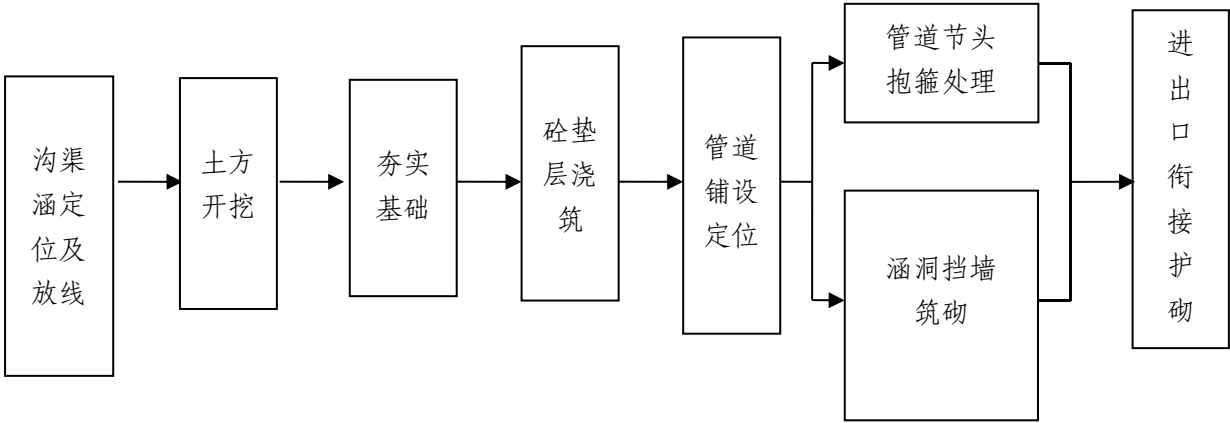 沟渠
涵定
位及
放线
土方
开挖
夯实
基础
砼垫
层浇
筑
管道
铺设
定位
管道节头
抱箍处理
涵洞挡墙
筑砌
进
出
口
衔
接
护
砌